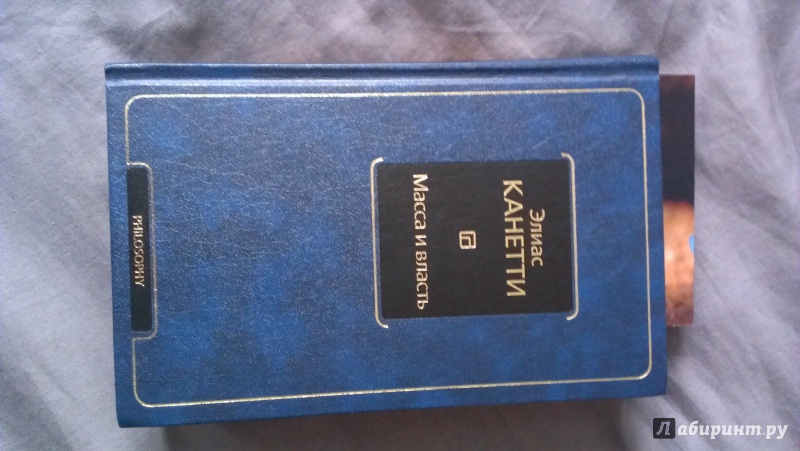 Элиас
КАНЕТТИ
Масса и власть
PHILOSOPHY
Лабиринт.ру